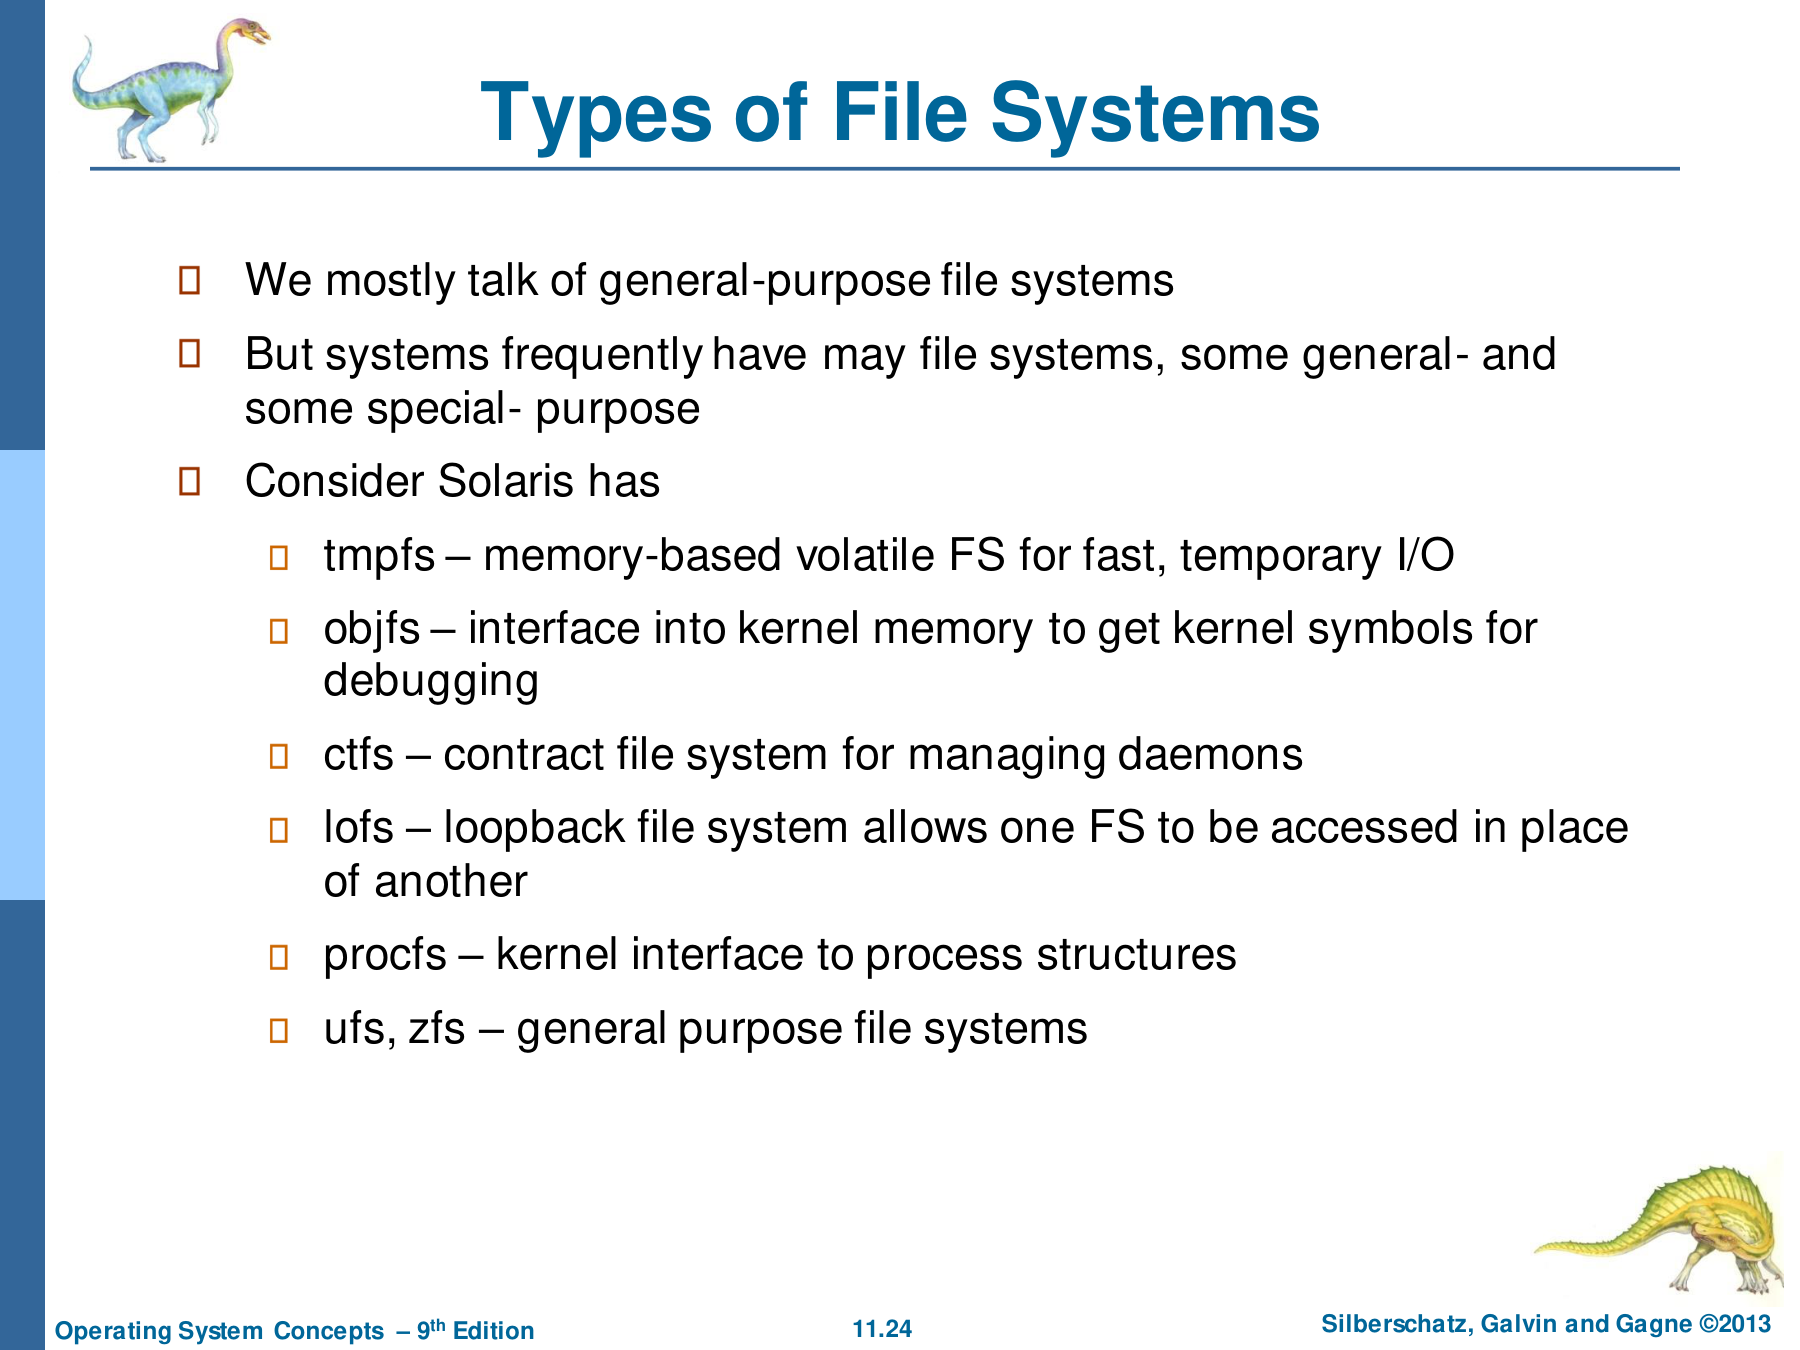 Types of File Systems
We mostly talk of general-purpose file systems
But systems frequently have may file systems, some general- and
some special- purpose
Consider Solaris has
tmpfs – memory-based volatile FS for fast, temporary I/O
objfs – interface into kernel memory to get kernel symbols for
debugging
ctfs – contract file system for managing daemons
lofs – loopback file system allows one FS to be accessed in place
of another
procfs – kernel interface to process structures
ufs, zfs – general purpose file systems
Operating System Concepts – 9th Edition
11.24
Silberschatz, Galvin and Gagne ©2013